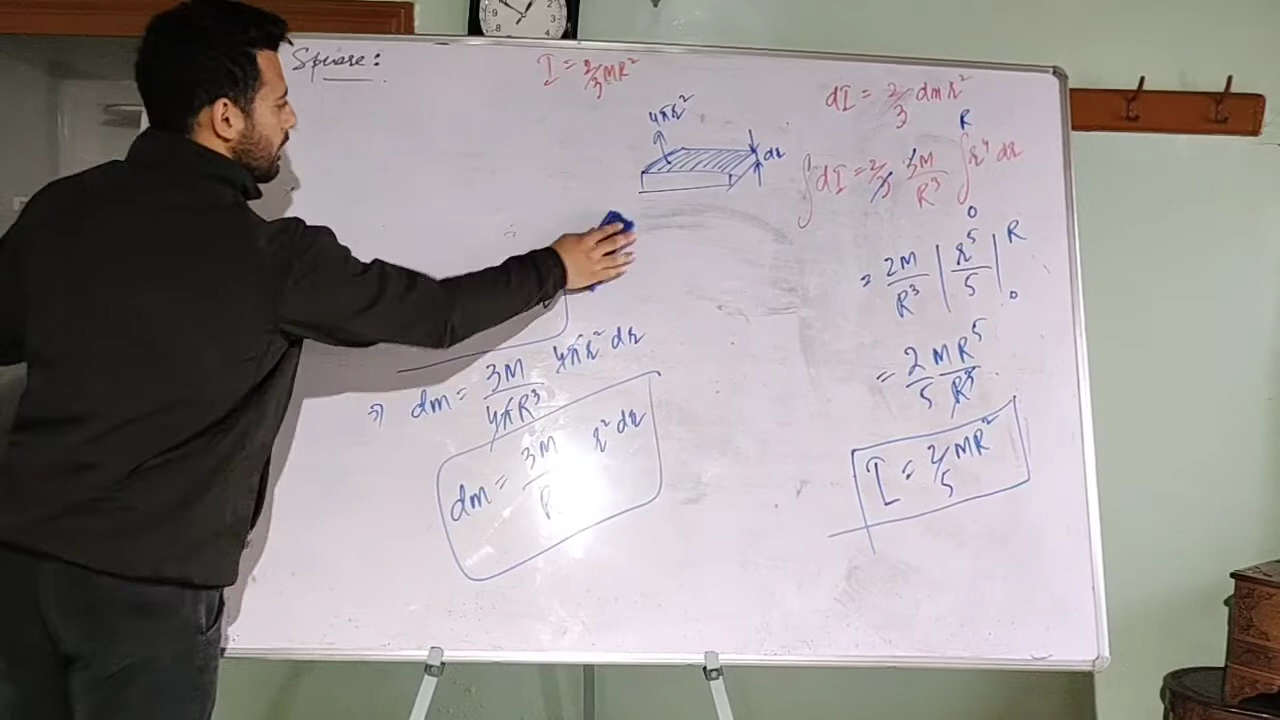 Sphere:
I = 2/3 MR²
4πr²
dr
⇒ dm = 3M/4πR³ 4πr² dr
dm = 3M/R r² dr
dI = 2/3 dm r²
∫dI = 2/3 3M/R³ ∫₀ᴿ r⁴ dr
= 2M/R³ |r⁵/5|₀ᴿ
= 2/5 MR⁵/R³
I = 2/5 MR²